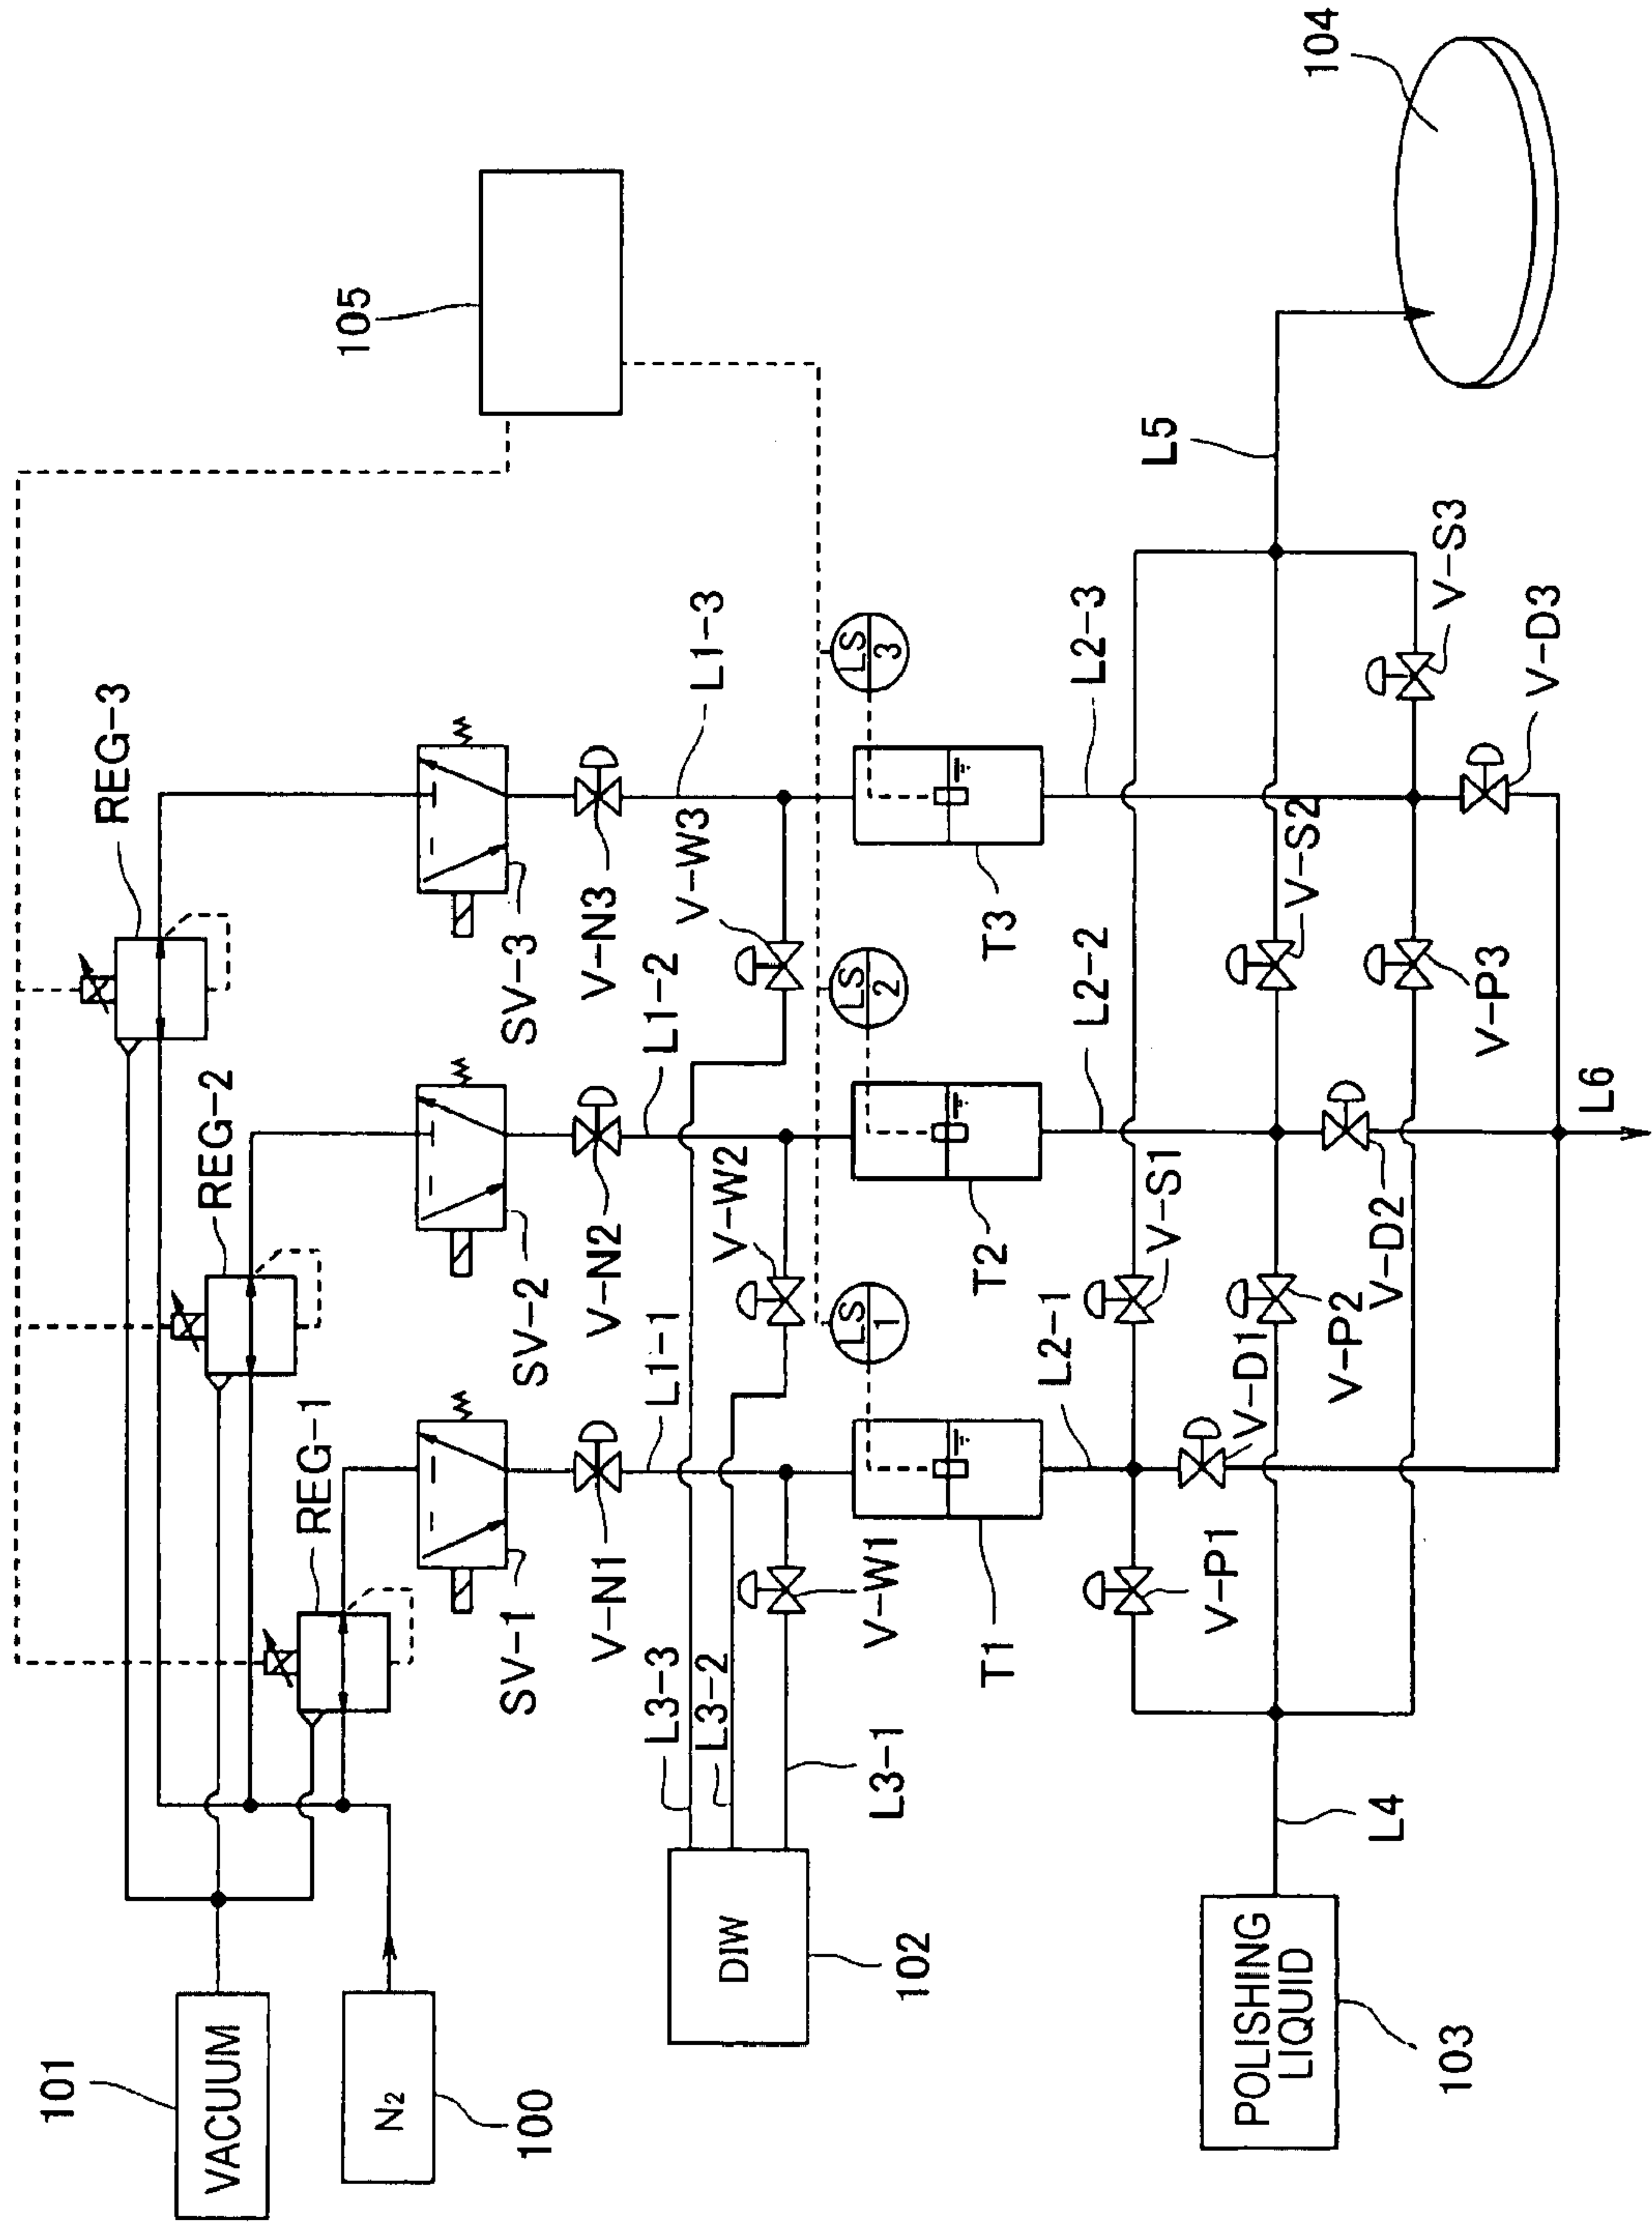 101
VACUUM
N2
100
REG-1
REG-2
REG-3
105
SV-1
SV-2
SV-3
V-N1
V-N2
V-N3
L1-1
L1-2
L1-3
L3-3
L3-2
L3-1
DIW
102
V-W1
V-W2
V-W3
LS
1
LS
2
LS
3
T1
T2
T3
L2-1
L2-2
L2-3
V-P1
V-S1
V-D1
V-P2
V-D2
V-S2
V-P3
V-S3
V-D3
L4
L5
L6
POLISHING
LIQUID
103
104